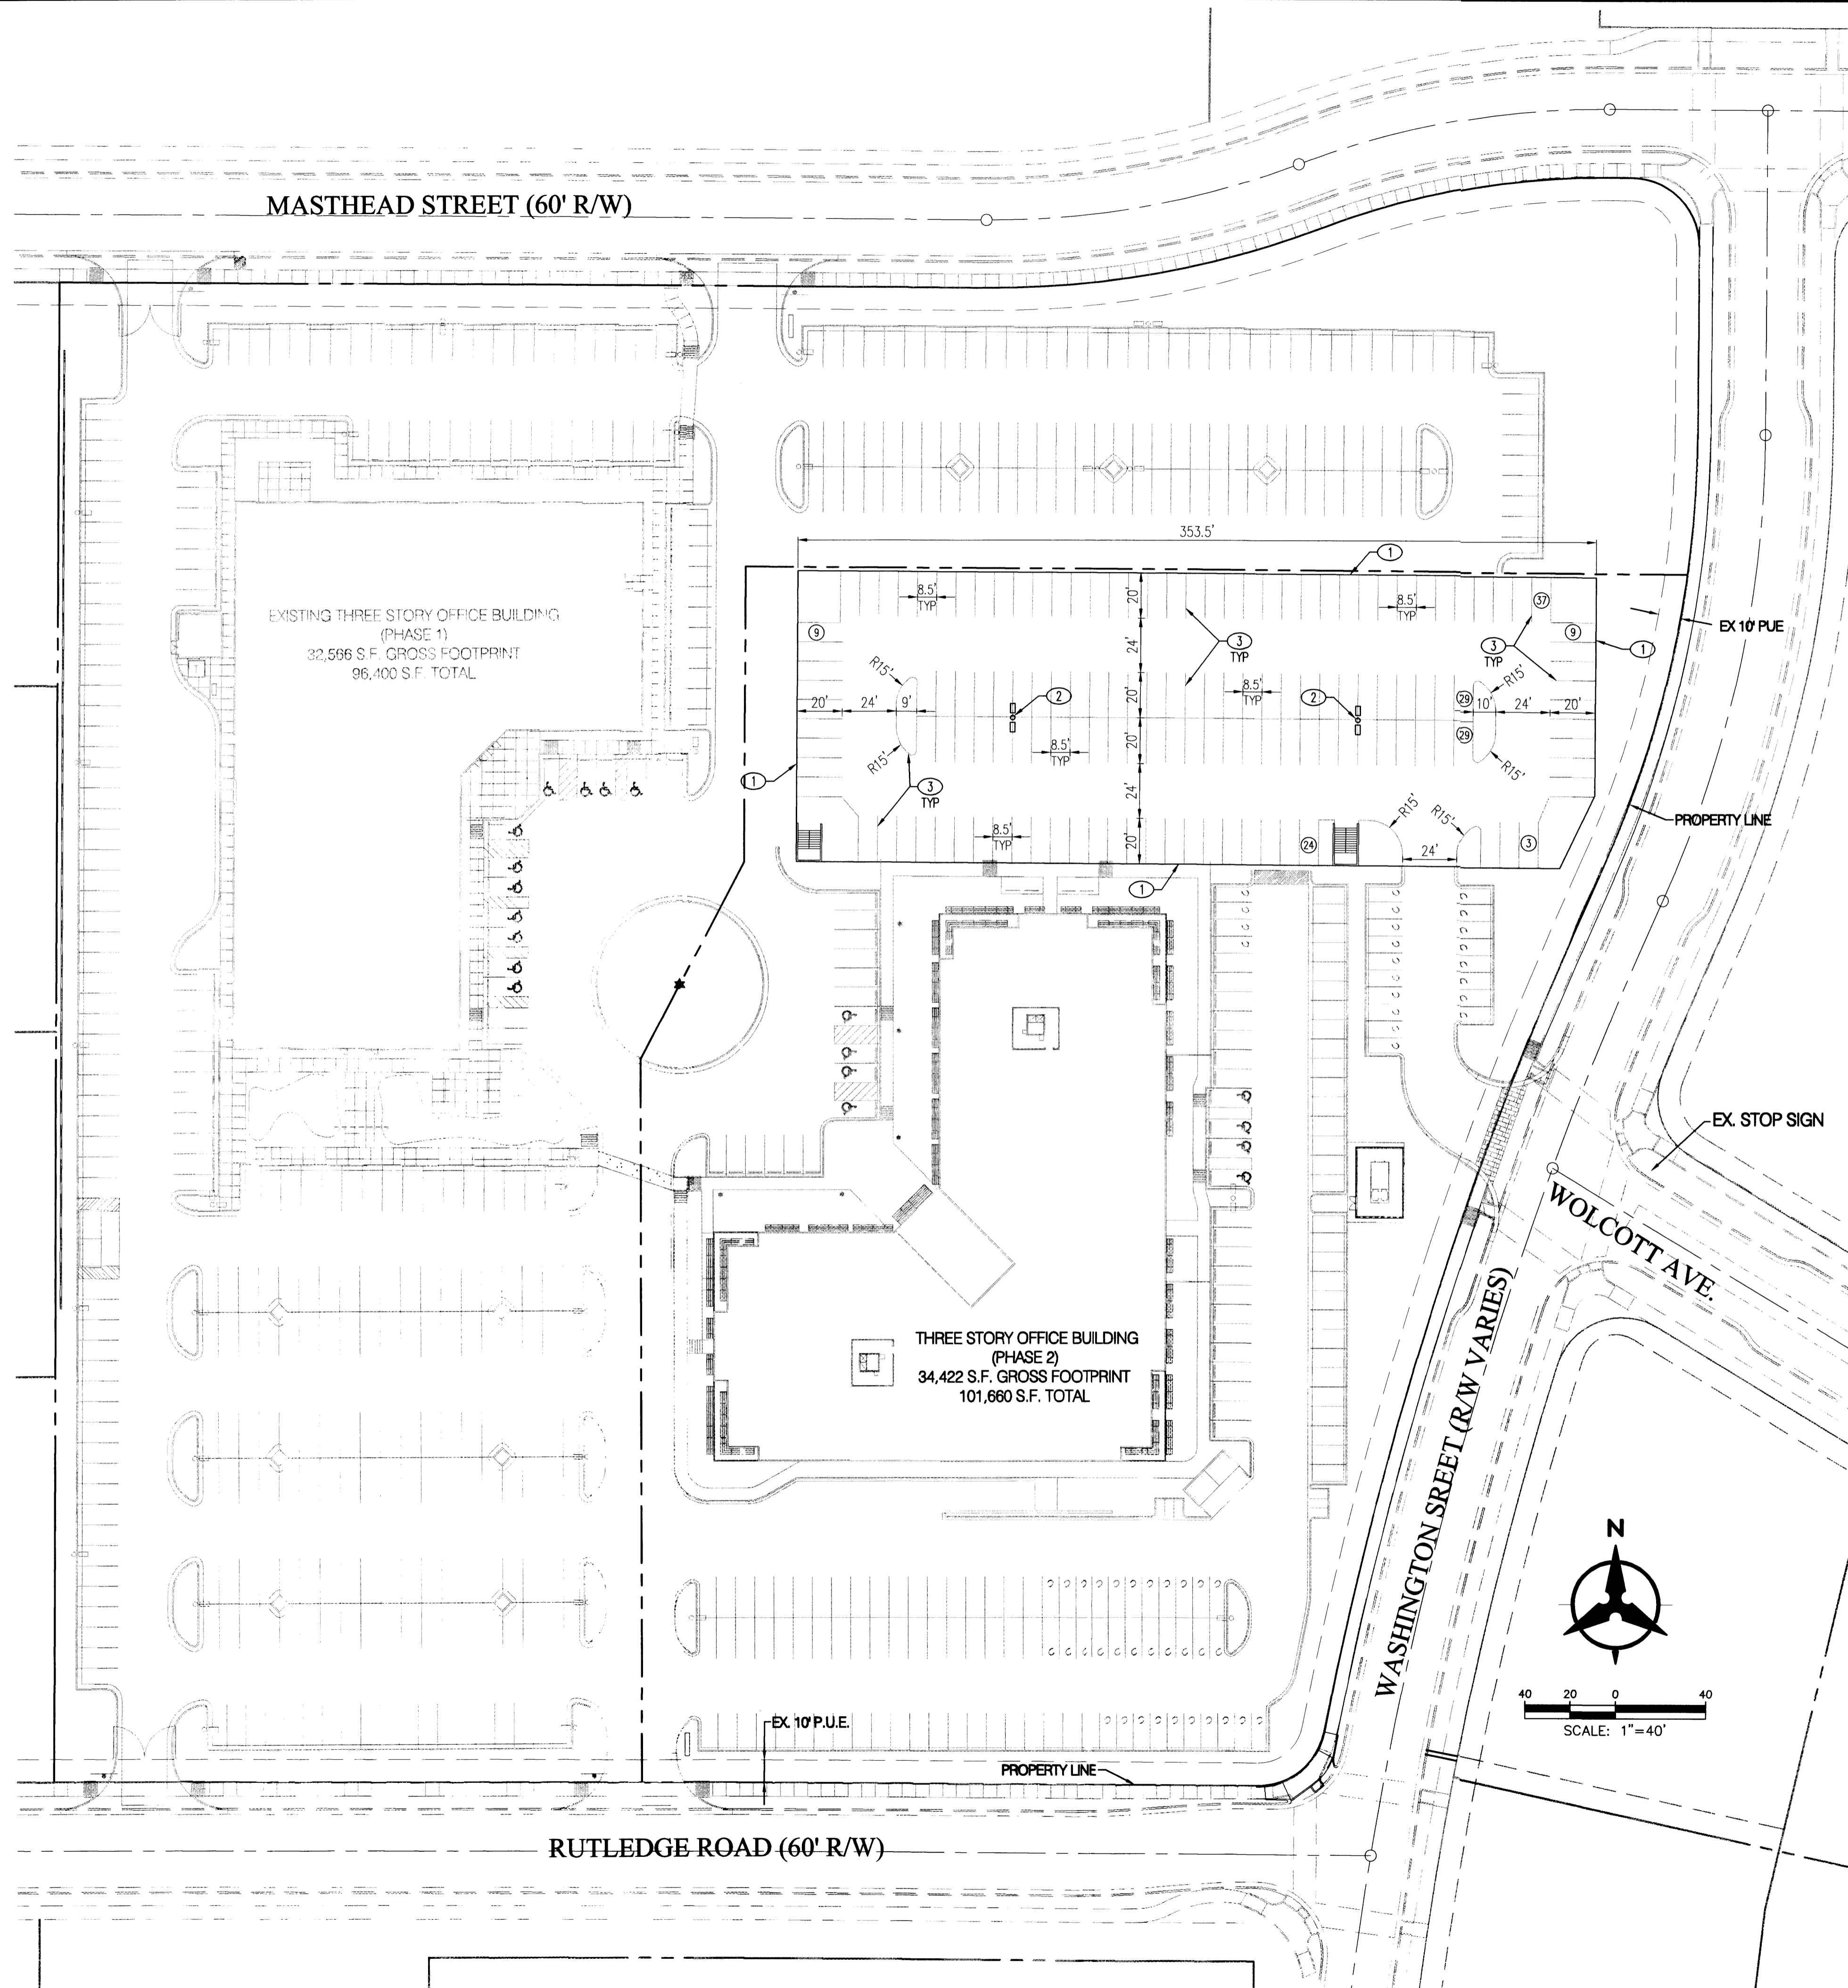 MASTHEAD STREET (60' R/W)
353.5'
1
8.5'
TYP
20'
8.5'
TYP
37
EXISTING THREE STORY OFFICE BUILDING
(PHASE 1)
32,566 S.F. GROSS FOOTPRINT
96,400 S.F. TOTAL
9
3
TYP
3
TYP
9
1
EX 10' PUE
24'
R15'
R15'
8.5'
TYP
20'
24'
9'
2
20'
2
29
10'
24'
20'
29
R15'
8.5'
TYP
20'
R15'
1
3
TYP
24'
R15'
R15'
PROPERTY LINE
8.5'
TYP
20'
24
24'
3
1
EX. STOP SIGN
WOLCOTT AVE.
THREE STORY OFFICE BUILDING
(PHASE 2)
34,422 S.F. GROSS FOOTPRINT
101,660 S.F. TOTAL
WASHINGTON SREET (R/W VARIES)
N
40 20 0 40
SCALE: 1"=40'
EX. 10' P.U.E.
PROPERTY LINE
RUTLEDGE ROAD (60' R/W)